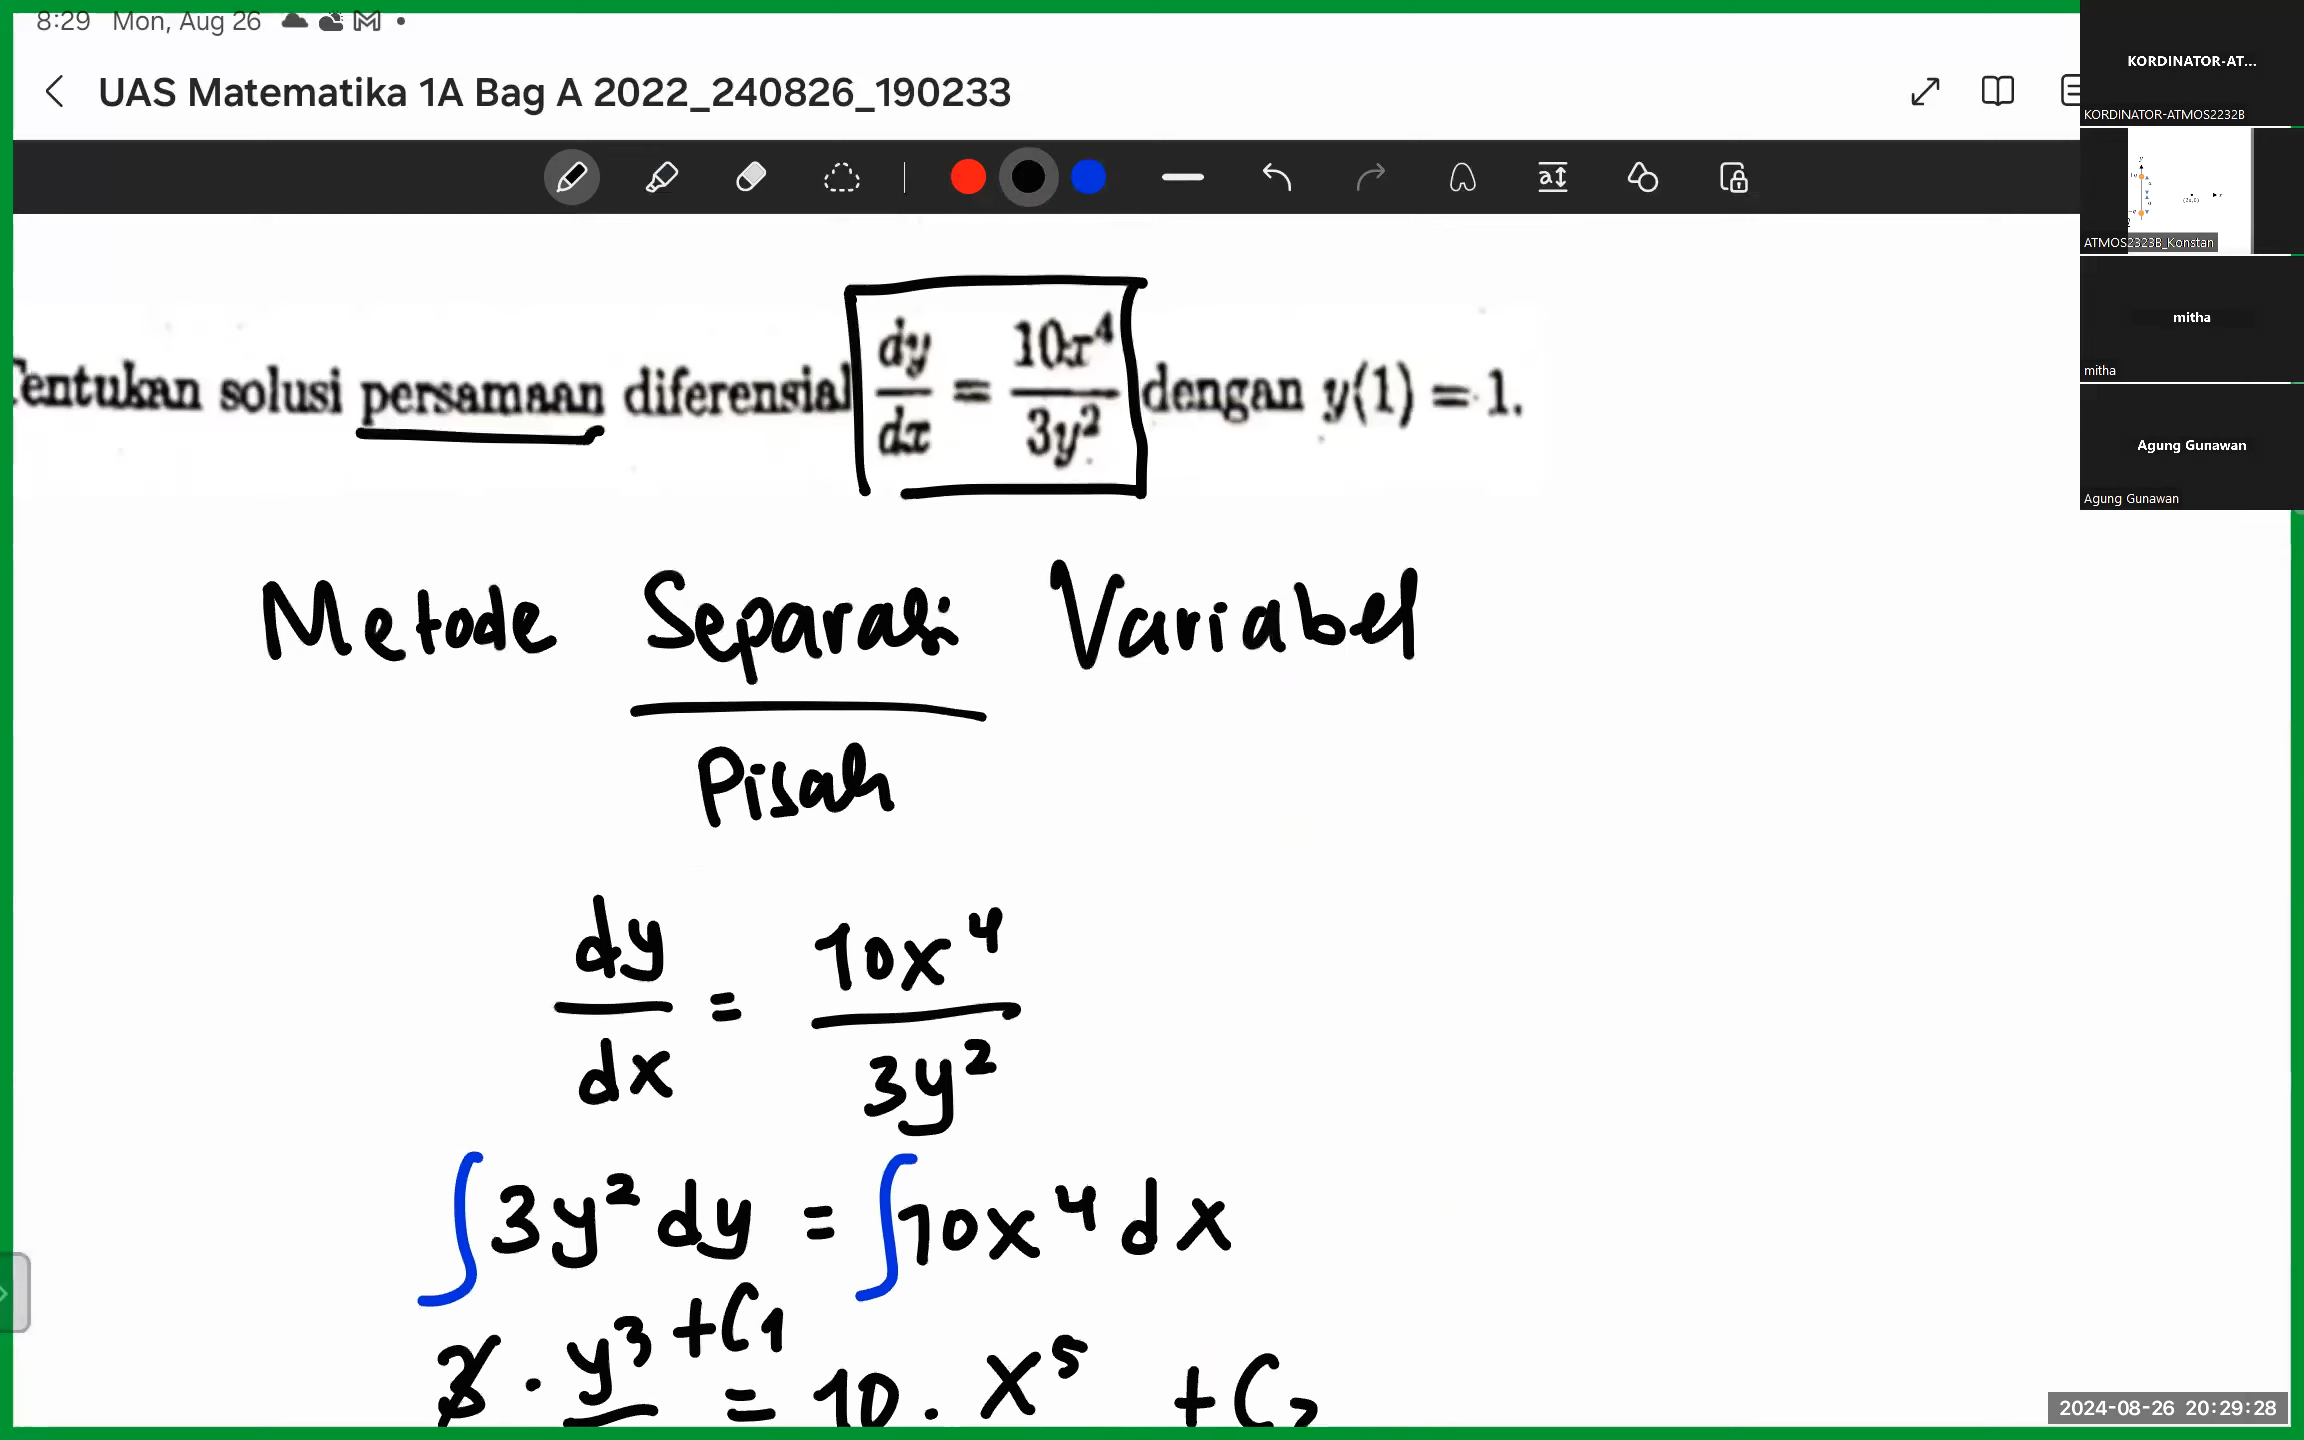 8:29 Mon, Aug 26
UAS Matematika 1A Bag A 2022_240826_190233
KORDINATOR-AT...
KORDINATOR-ATMOS2232B
ATMOS2323B_Konstan
mitha
mitha
Agung Gunawan
Agung Gunawan
Tentukan solusi persamaan diferensial dy/dx = 10x⁴/3y² dengan y(1) = 1.
Metode Separasi Variabel
Pisah
dy/dx = 10x⁴/3y²
∫3y² dy = ∫10x⁴ dx
3 · y³ + C₁ = 10 · x⁵ + C₂
2024-08-26 20:29:28